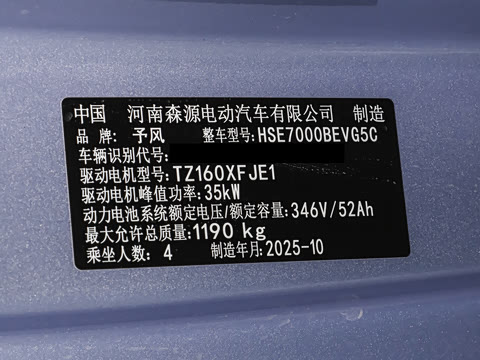 中国 河南森源电动汽车有限公司 制造
品牌: 予风 整车型号:HSE7000BEVG5C
车辆识别代号:
驱动电机型号:TZ160XFJE1
驱动电机峰值功率:35kW
动力电池系统额定电压/额定容量:346V/52Ah
最大允许总质量:1190 kg
乘坐人数: 4 制造年月:2025-10